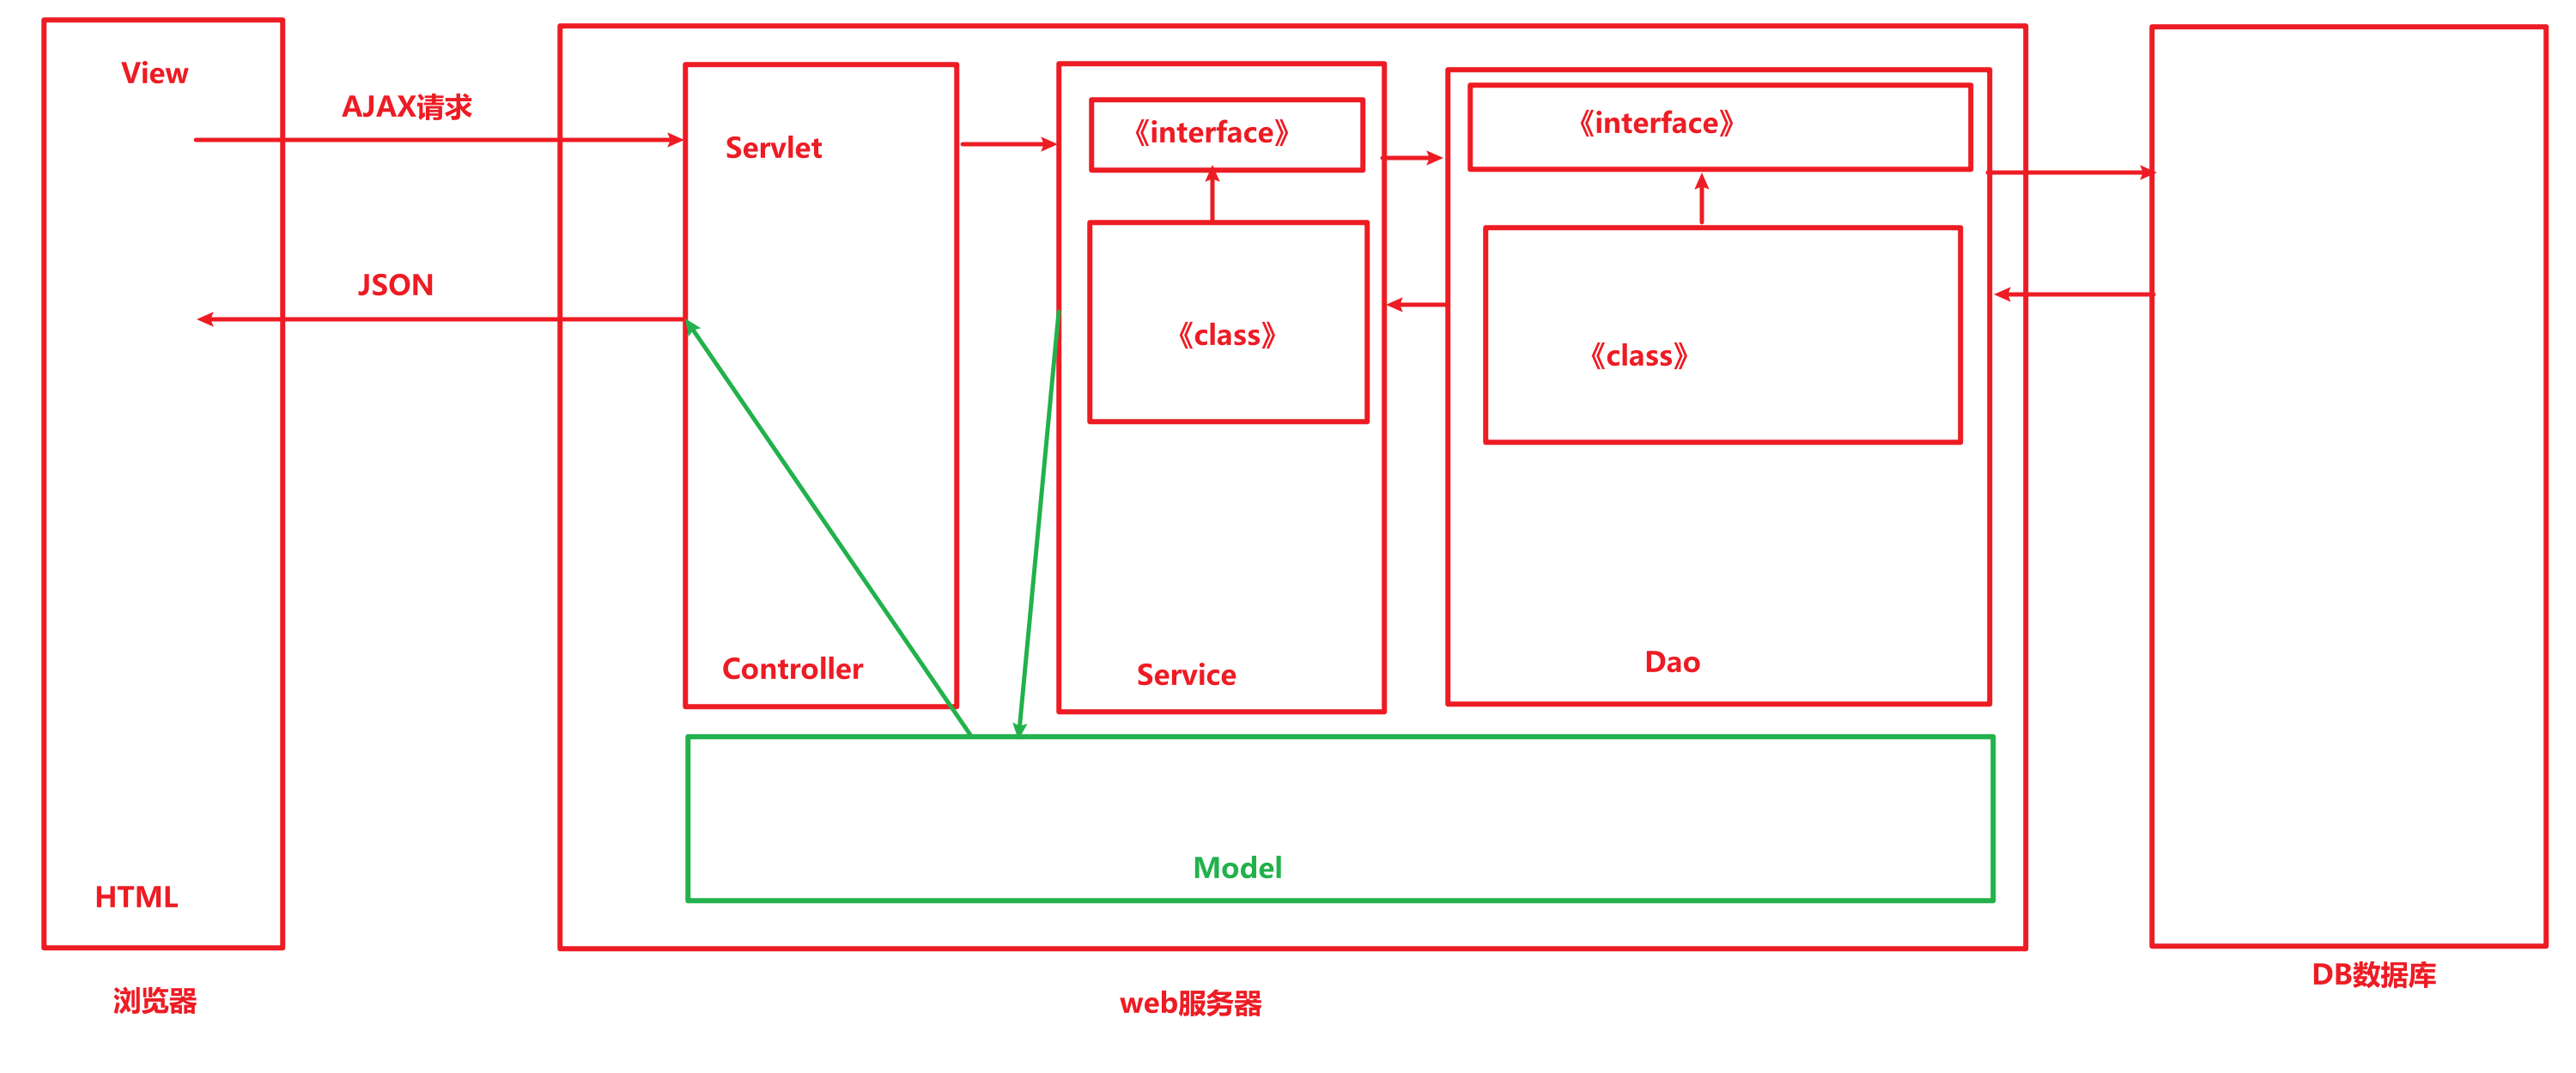 View
AJAX请求
Servlet
《interface》
《interface》
JSON
《class》
《class》
Controller
Service
Dao
Model
HTML
浏览器
web服务器
DB数据库